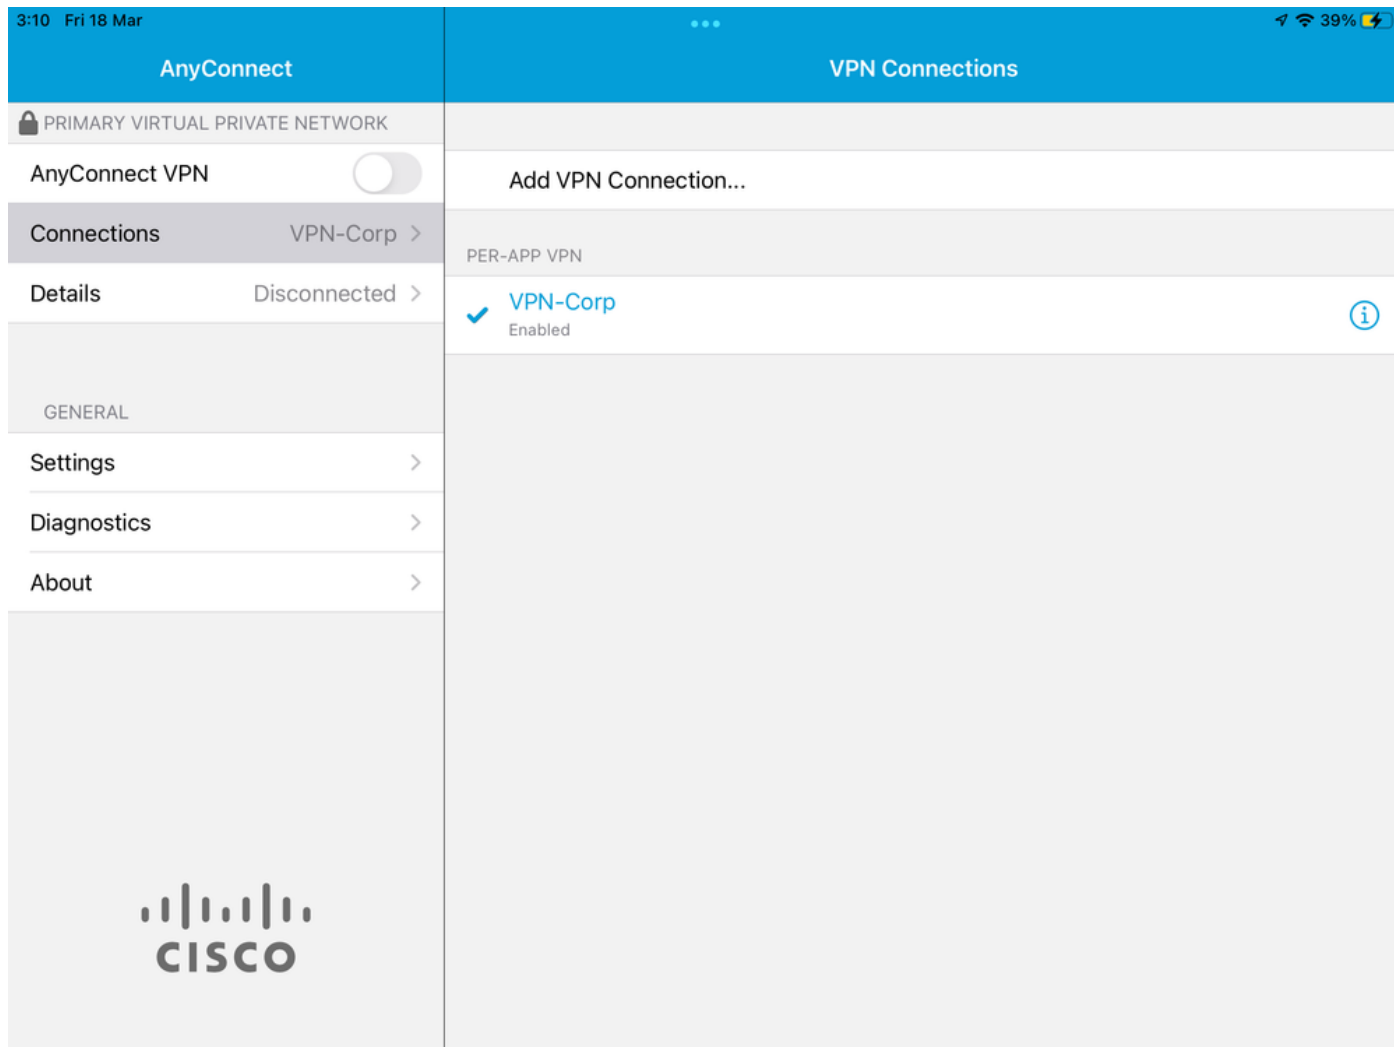 3:10 Fri 18 Mar
39%
AnyConnect
VPN Connections
PRIMARY VIRTUAL PRIVATE NETWORK
AnyConnect VPN
Connections VPN-Corp
Details Disconnected
GENERAL
Settings
Diagnostics
About
CISCO
Add VPN Connection...
PER-APP VPN
VPN-Corp
Enabled